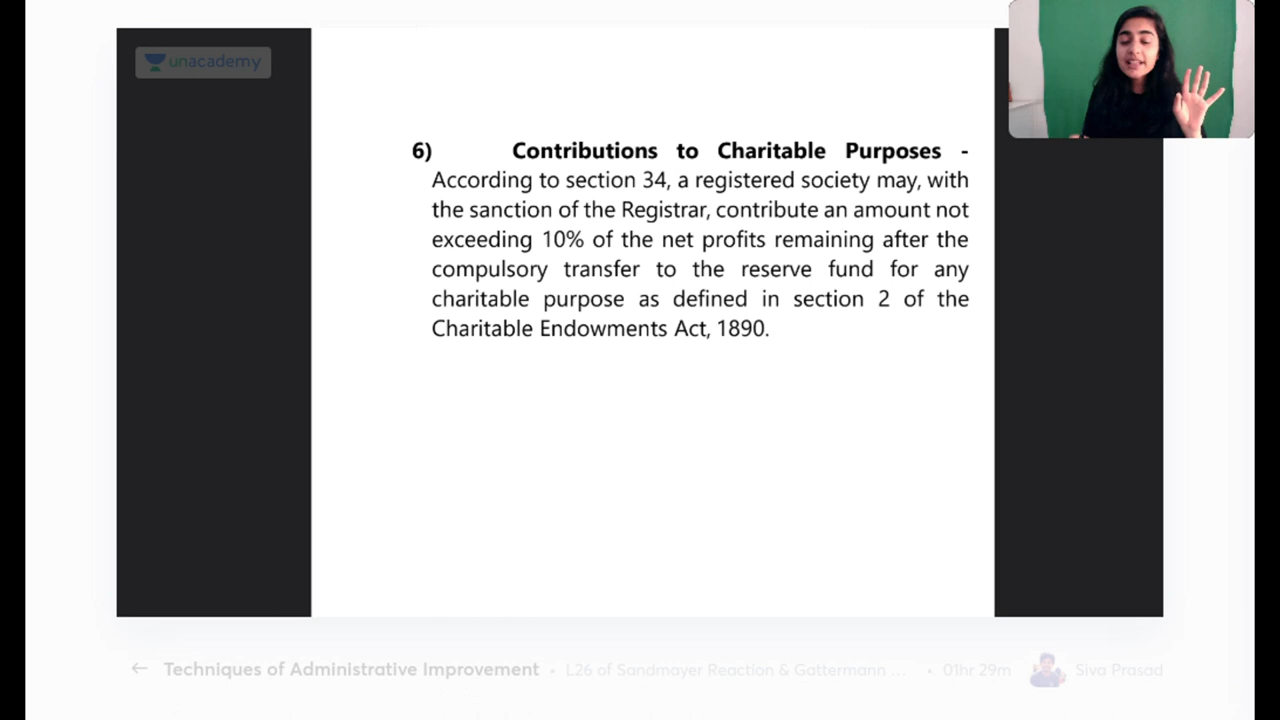 unacademy
6) Contributions to Charitable Purposes -
According to section 34, a registered society may, with
the sanction of the Registrar, contribute an amount not
exceeding 10% of the net profits remaining after the
compulsory transfer to the reserve fund for any
charitable purpose as defined in section 2 of the
Charitable Endowments Act, 1890.
← Techniques of Administrative Improvement • L26 of Sandmayer Reaction & Gattermann ... • 01hr 29m Siva Prasad